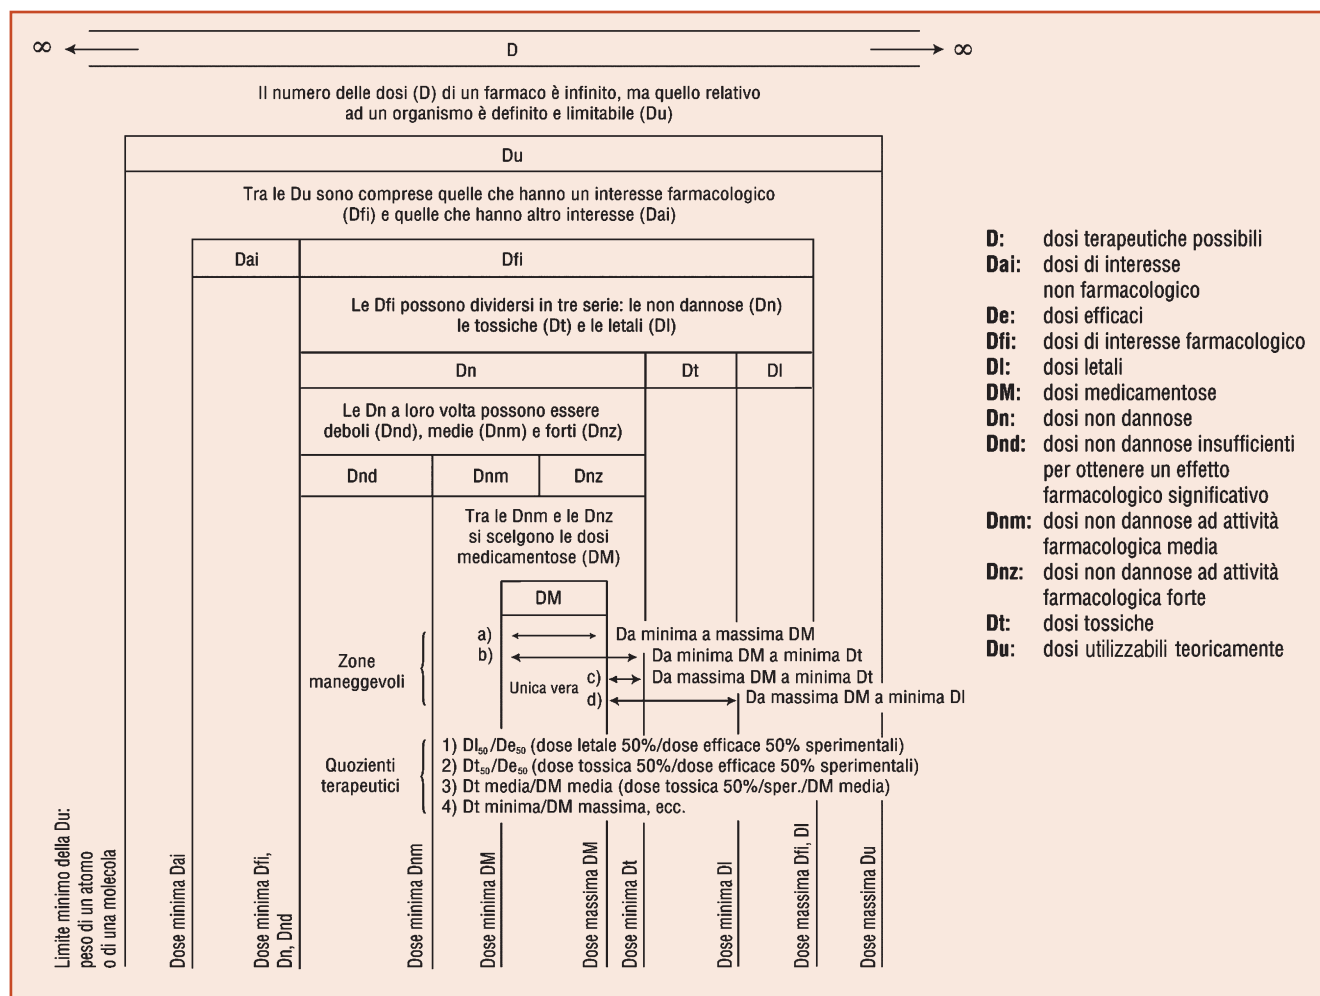 ∞ D ∞
Il numero delle dosi (D) di un farmaco è infinito, ma quello relativo
ad un organismo è definito e limitabile (Du)
Du
Tra le Du sono comprese quelle che hanno un interesse farmacologico
(Dfi) e quelle che hanno altro interesse (Dai)
Dai Dfi
Le Dfi possono dividersi in tre serie: le non dannose (Dn)
le tossiche (Dt) e le letali (Dl)
Dn Dt Dl
Le Dn a loro volta possono essere
deboli (Dnd), medie (Dnm) e forti (Dnz)
Dnd Dnm Dnz
Tra le Dnm e le Dnz
si scelgono le dosi
medicamentose (DM)
DM
Zone
maneggevoli
a) Da minima a massima DM
b) Da minima DM a minima Dt
Unica vera
c) Da massima DM a minima Dt
d) Da massima DM a minima Dl
Quozienti
terapeutici
1) Dl₅₀/De₅₀ (dose letale 50%/dose efficace 50% sperimentali)
2) Dt₅₀/De₅₀ (dose tossica 50%/dose efficace 50% sperimentali)
3) Dt media/DM media (dose tossica 50%/sper./DM media)
4) Dt minima/DM massima, ecc.
Limite minimo della Du:
peso di un atomo
o di una molecola
Dose minima Dai
Dose minima Dfi,
Dn, Dnd
Dose minima Dnm
Dose minima DM
Dose massima DM
Dose minima Dt
Dose minima Dl
Dose massima Dfi, Dl
Dose massima Du
D: dosi terapeutiche possibili
Dai: dosi di interesse
non farmacologico
De: dosi efficaci
Dfi: dosi di interesse farmacologico
Dl: dosi letali
DM: dosi medicamentose
Dn: dosi non dannose
Dnd: dosi non dannose insufficienti
per ottenere un effetto
farmacologico significativo
Dnm: dosi non dannose ad attività
farmacologica media
Dnz: dosi non dannose ad attività
farmacologica forte
Dt: dosi tossiche
Du: dosi utilizzabili teoricamente